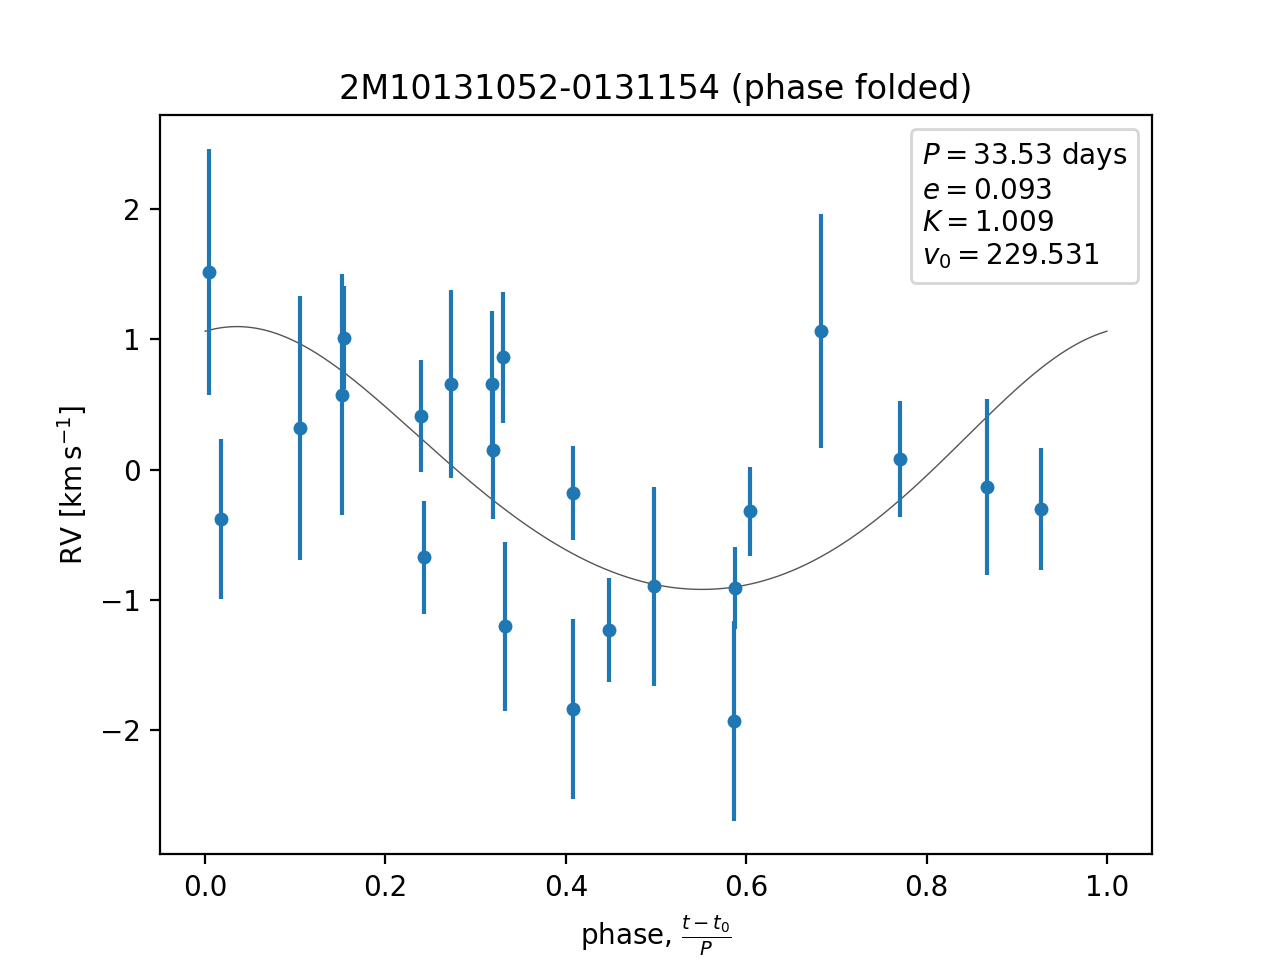 2M10131052-0131154 (phase folded)
P = 33.53 days
e = 0.093
K = 1.009
v₀ = 229.531
RV [km s⁻¹]
2
1
0
−1
−2
0.0 0.2 0.4 0.6 0.8 1.0
phase, (t − t₀)/P